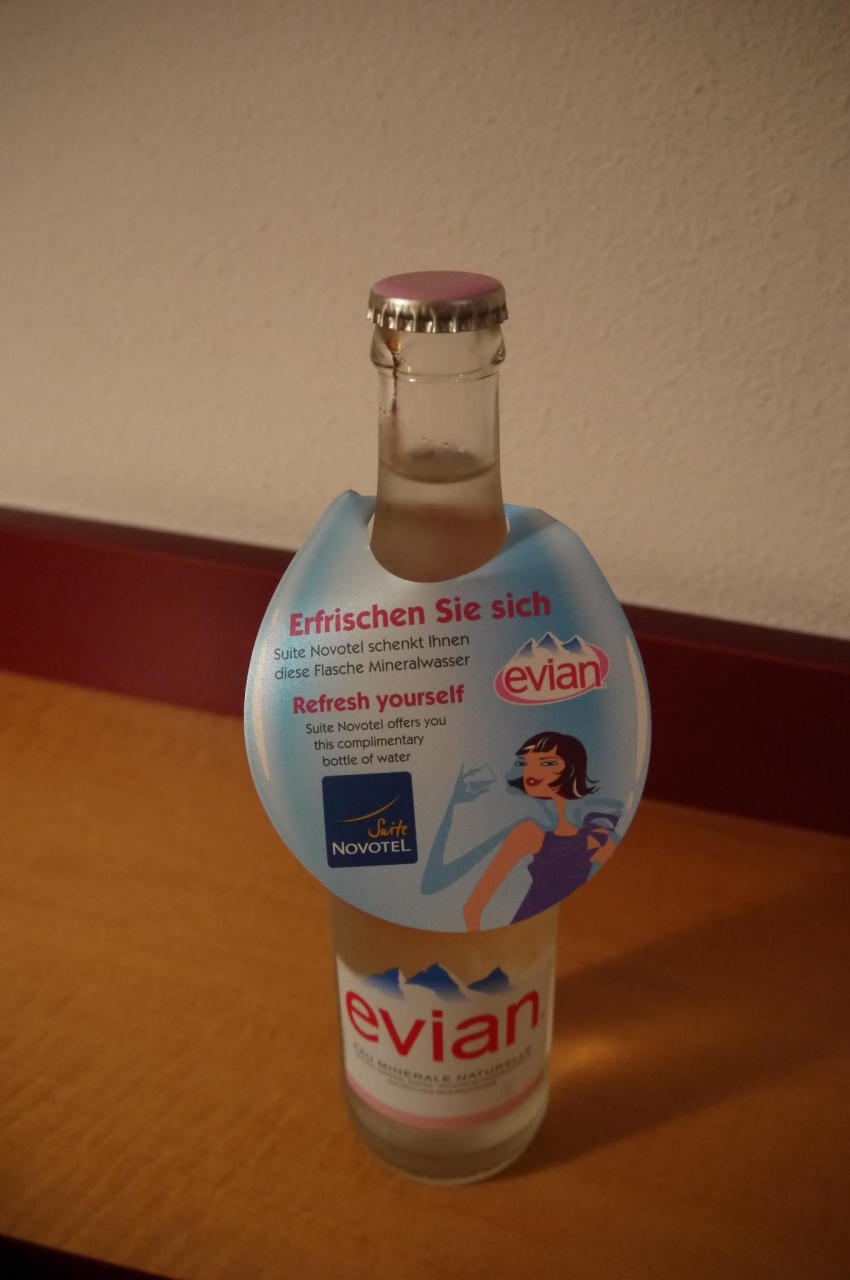 Erfrischen Sie sich
Suite Novotel schenkt Ihnen
diese Flasche Mineralwasser
evian
Refresh yourself
Suite Novotel offers you
this complimentary
bottle of water
Suite
NOVOTEL
evian
EAU MINERALE NATURELLE